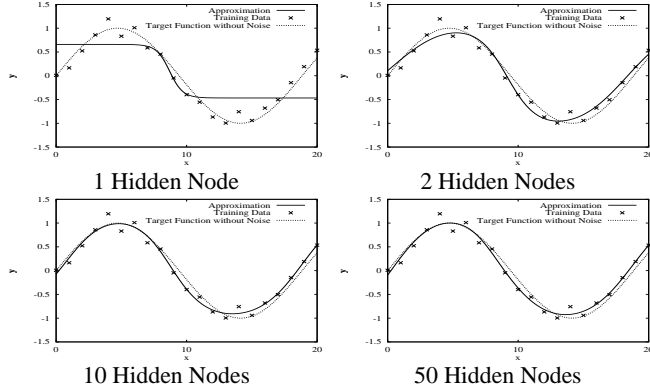 Approximation
Training Data
Target Function without Noise
1.5
1
0.5
0
-0.5
-1
-1.5
y
0
10
20
x
1 Hidden Node
Approximation
Training Data
Target Function without Noise
1.5
1
0.5
0
-0.5
-1
-1.5
y
0
10
20
x
2 Hidden Nodes
Approximation
Training Data
Target Function without Noise
1.5
1
0.5
0
-0.5
-1
-1.5
y
0
10
20
x
10 Hidden Nodes
Approximation
Training Data
Target Function without Noise
1.5
1
0.5
0
-0.5
-1
-1.5
y
0
10
20
x
50 Hidden Nodes